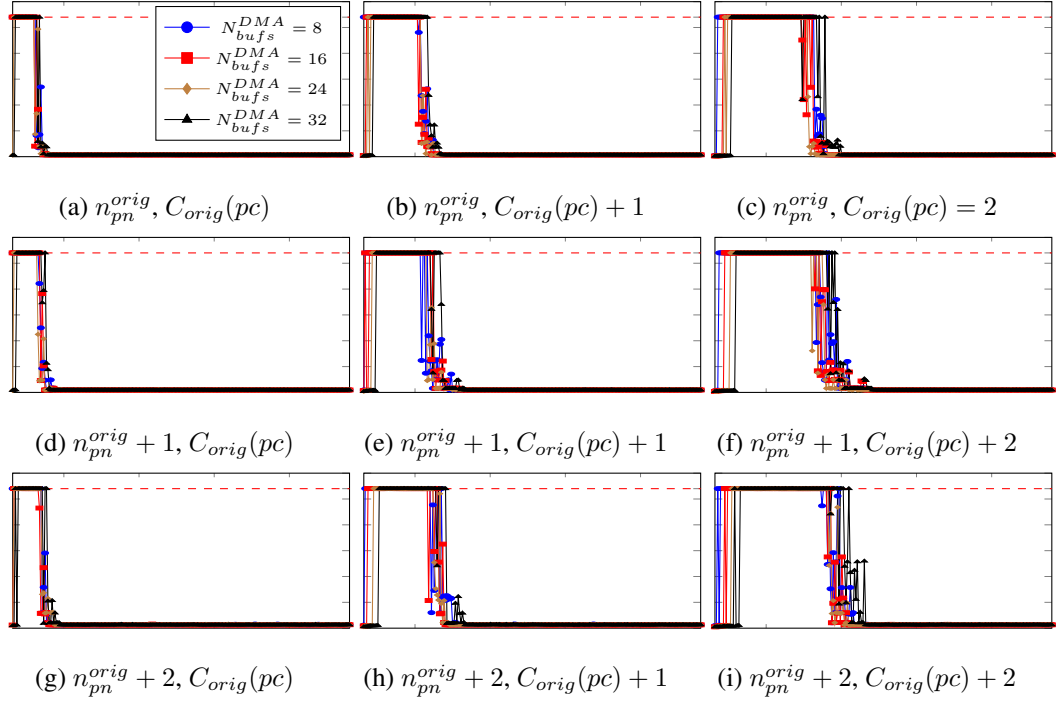 N_{bufs}^{DMA} = 8
N_{bufs}^{DMA} = 16
N_{bufs}^{DMA} = 24
N_{bufs}^{DMA} = 32
(a) n_{pn}^{orig}, C_{orig}(pc)
(b) n_{pn}^{orig}, C_{orig}(pc) + 1
(c) n_{pn}^{orig}, C_{orig}(pc) = 2
(d) n_{pn}^{orig} + 1, C_{orig}(pc)
(e) n_{pn}^{orig} + 1, C_{orig}(pc) + 1
(f) n_{pn}^{orig} + 1, C_{orig}(pc) + 2
(g) n_{pn}^{orig} + 2, C_{orig}(pc)
(h) n_{pn}^{orig} + 2, C_{orig}(pc) + 1
(i) n_{pn}^{orig} + 2, C_{orig}(pc) + 2